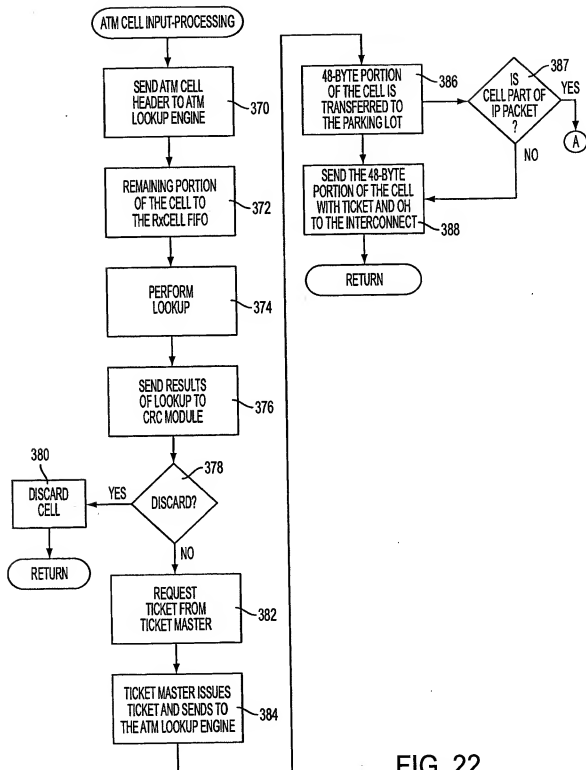 ATM CELL INPUT-PROCESSING
SEND ATM CELL
HEADER TO ATM
LOOKUP ENGINE
370
REMAINING PORTION
OF THE CELL TO
THE RxCELL FIFO
372
PERFORM
LOOKUP
374
SEND RESULTS
OF LOOKUP TO
CRC MODULE
376
378
DISCARD?
YES
380
DISCARD
CELL
RETURN
NO
REQUEST
TICKET FROM
TICKET MASTER
382
TICKET MASTER ISSUES
TICKET AND SENDS TO
THE ATM LOOKUP ENGINE
384
48-BYTE PORTION
OF THE CELL IS
TRANSFERRED TO
THE PARKING LOT
386
387
IS
CELL PART OF
IP PACKET
?
YES
A
NO
SEND THE 48-BYTE
PORTION OF THE CELL
WITH TICKET AND OH
TO THE INTERCONNECT
388
RETURN
FIG. 22